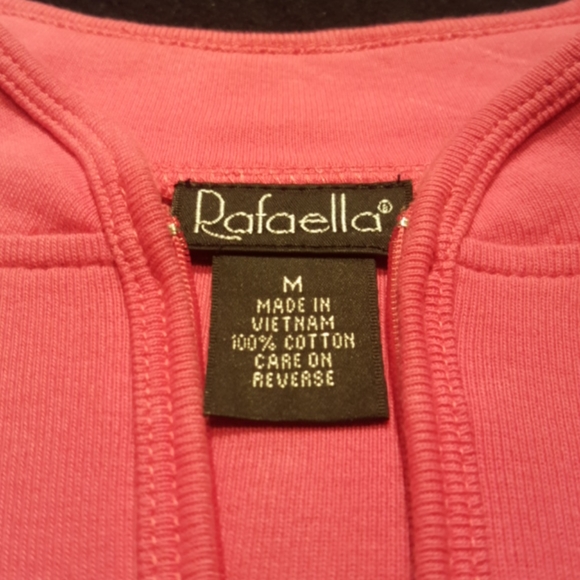 Rafaella®
M
MADE IN
VIETNAM
100% COTTON
CARE ON
REVERSE